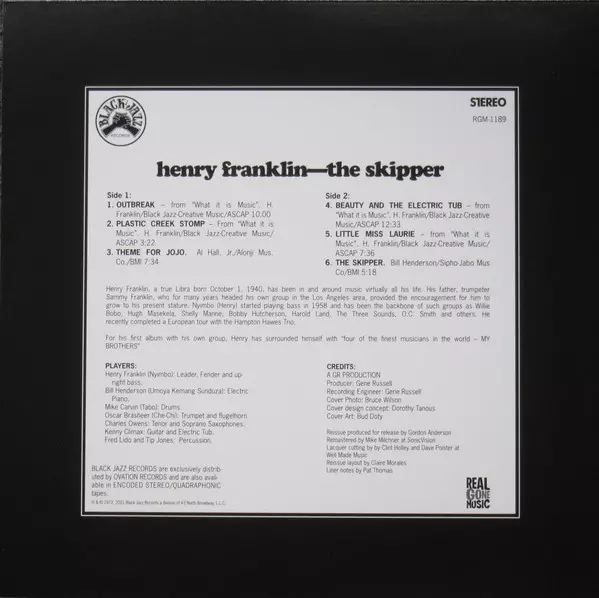 BLACK JAZZ
RECORDS
STEREO
RGM-1189
henry franklin—the skipper
Side 1:
1. OUTBREAK – from "What it is Music". H.
Franklin/Black Jazz-Creative Music/ASCAP 10:00
2. PLASTIC CREEK STOMP – From "What it is
Music". H. Franklin/Black Jazz-Creative Music/
ASCAP 3:22
3. THEME FOR JOJO. Al Hall, Jr./Alonji Mus.
Co./BMI 7:34
Side 2:
4. BEAUTY AND THE ELECTRIC TUB – from
"What it is Music". H. Franklin/Black Jazz-Creative
Music/ASCAP 12:33
5. LITTLE MISS LAURIE – from "What it is
Music". H. Franklin/Black Jazz-Creative Music/
ASCAP 7:36
6. THE SKIPPER. Bill Henderson/Sipho-Jabo Mus
Co/BMI 5:18
Henry Franklin, a true Libra born October 1, 1940, has been in and around music virtually all his life. His father, trumpeter
Sammy Franklin, who for many years headed his own group in the Los Angeles area, provided the encouragement for him to
grow to his present stature. Nyimbo (Henry) started playing bass in 1958 and has been the backbone of such groups as Willie
Bobo, Hugh Masekela, Shelly Manne, Bobby Hutcherson, Harold Land, The Three Sounds, O.C. Smith and others. He
recently completed a European tour with the Hampton Hawes Trio.
For his first album with his own group, Henry has surrounded himself with "four of the finest musicians in the world – MY
BROTHERS"
PLAYERS:
Henry Franklin (Nyimbo): Leader, Fender and up-
right bass.
Bill Henderson (Umoya Kemang Sunduza): Electric
Piano.
Mike Carvin (Tabo): Drums.
Oscar Brashear (Che-Chi): Trumpet and flugelhorn.
Charles Owens: Tenor and Soprano Saxophones.
Kenny Climax: Guitar and Electric Tub.
Fred Lido and Tip Jones: Percussion.
CREDITS:
A GR PRODUCTION
Producer: Gene Russell
Recording Engineer: Gene Russell
Cover Photo: Bruce Wilson
Cover design concept: Dorothy Tanous
Cover Art: Bud Doty
Reissue produced for release by Gordon Anderson
Remastered by Mike Milchner at SonicVision
Lacquer cutting by by Clint Holley and Dave Polster at
Well Made Music
Reissue layout by Claire Morales
Liner notes by Pat Thomas
BLACK JAZZ RECORDS are exclusively distrib-
uted by OVATION RECORDS and are also avail-
able in ENCODED STEREO/QUADRAPHONIC
tapes.
REAL
GONE
MUSIC